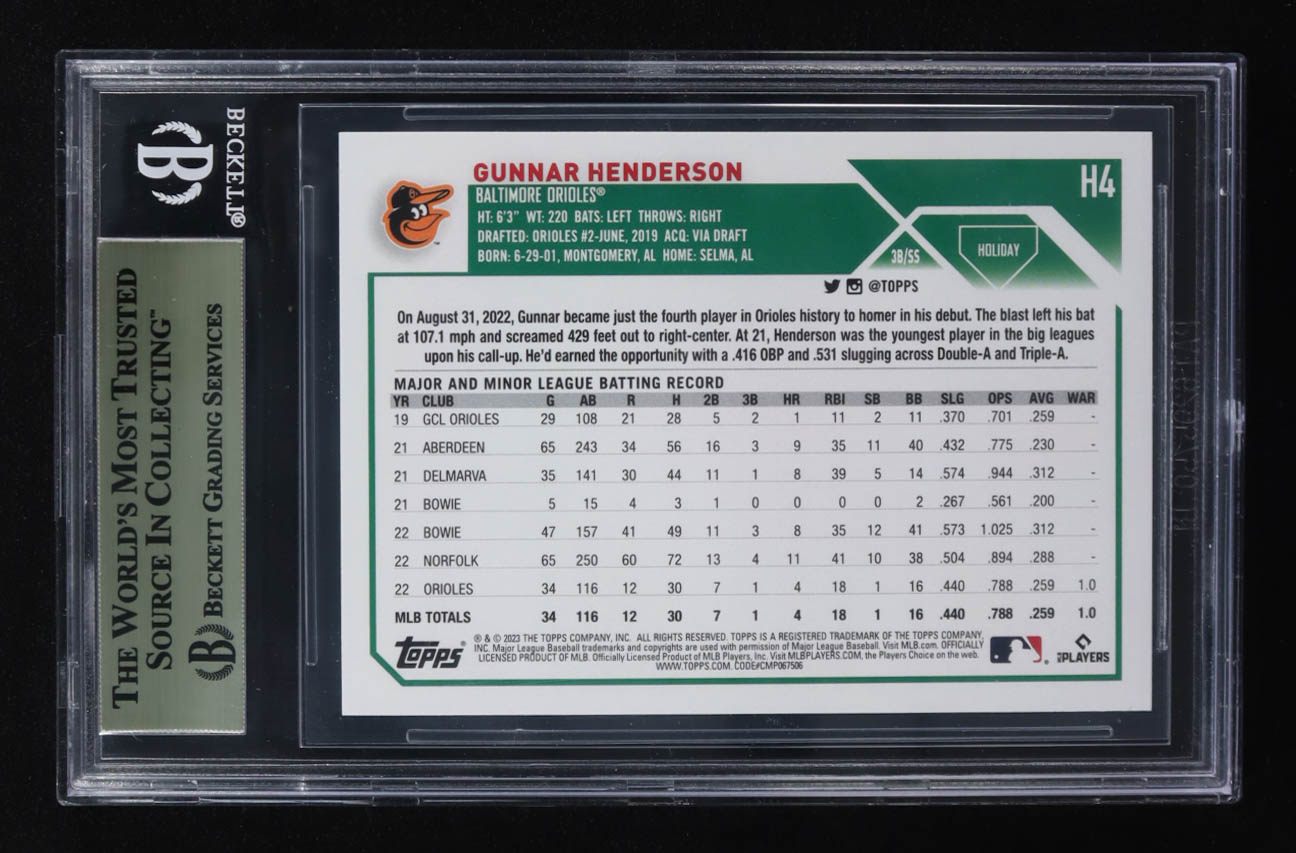 BECKETT®
B
THE WORLD'S MOST TRUSTED
SOURCE IN COLLECTING™
B BECKETT GRADING SERVICES
GUNNAR HENDERSON
H4
BALTIMORE ORIOLES®
HT: 6'3" WT: 220 BATS: LEFT THROWS: RIGHT
DRAFTED: ORIOLES #2-JUNE, 2019 ACQ: VIA DRAFT
BORN: 6-29-01, MONTGOMERY, AL HOME: SELMA, AL
3B/SS
HOLIDAY
@TOPPS
On August 31, 2022, Gunnar became just the fourth player in Orioles history to homer in his debut. The blast left his bat
at 107.1 mph and screamed 429 feet out to right-center. At 21, Henderson was the youngest player in the big leagues
upon his call-up. He'd earned the opportunity with a .416 OBP and .531 slugging across Double-A and Triple-A.
MAJOR AND MINOR LEAGUE BATTING RECORD
YR CLUB G AB R H 2B 3B HR RBI SB BB SLG OPS AVG WAR
19 GCL ORIOLES 29 108 21 28 5 2 1 11 2 11 .370 .701 .259 -
21 ABERDEEN 65 243 34 56 16 3 9 35 11 40 .432 .775 .230 -
21 DELMARVA 35 141 30 44 11 1 8 39 5 14 .574 .944 .312 -
21 BOWIE 5 15 4 3 1 0 0 0 0 2 .267 .561 .200 -
22 BOWIE 47 157 41 49 11 3 8 35 12 41 .573 1.025 .312 -
22 NORFOLK 65 250 60 72 13 4 11 41 10 38 .504 .894 .288 -
22 ORIOLES 34 116 12 30 7 1 4 18 1 16 .440 .788 .259 1.0
MLB TOTALS 34 116 12 30 7 1 4 18 1 16 .440 .788 .259 1.0
Topps®
® & © 2023 THE TOPPS COMPANY, INC. ALL RIGHTS RESERVED. TOPPS IS A REGISTERED TRADEMARK OF THE TOPPS COMPANY,
INC. Major League Baseball trademarks and copyrights are used with permission of Major League Baseball. Visit MLB.com. OFFICIALLY
LICENSED PRODUCT OF MLB. Officially Licensed Product of MLB Players, Inc. Visit MLBPLAYERS.COM, the Players Choice on the web.
WWW.TOPPS.COM. CODE#CMP067506
MLBPLAYERS